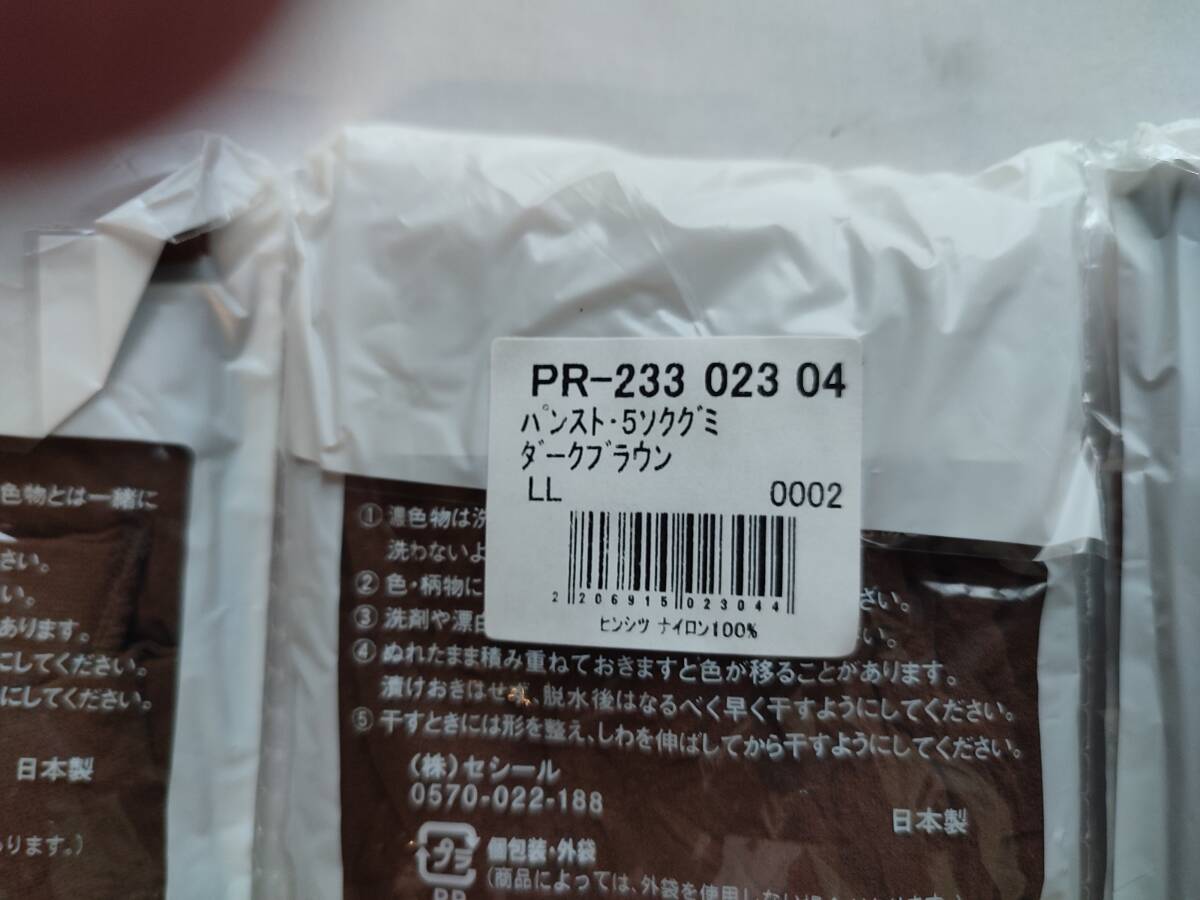 PR-233 023 04
パンスト・5ソクグミ
ダークブラウン
LL 0002
2 206915 023044
ヒンシツ ナイロン100%
色物とは一緒に
さい。
い。
あります。
にしてください。
にしてください。
日本製
ります。）
① 濃色物は洗
洗わないよ
② 色・柄物に
さい。
③ 洗剤や漂白
い。
④ ぬれたまま積み重ねておきますと色が移ることがあります。
漬けおきはせず、脱水後はなるべく早く干すようにしてください。
⑤ 干すときには形を整え、しわを伸ばしてから干すようにしてください。
（株）セシール
0570-022-188
日本製
プラ
個包装・外袋
（商品によっては、外袋を使用しない
PP